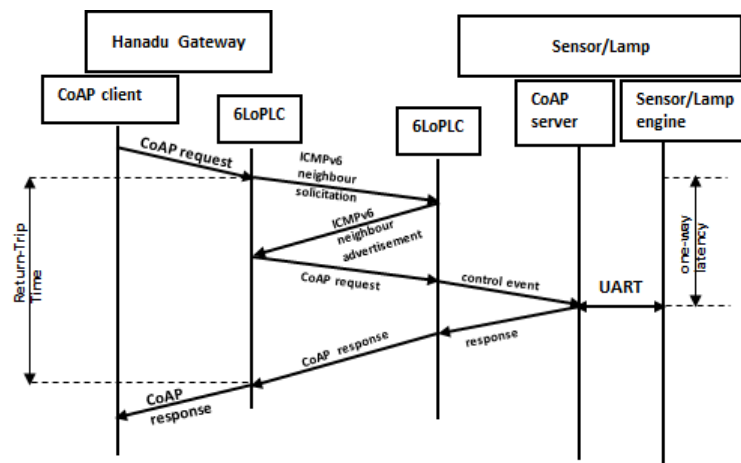 Hanadu Gateway
Sensor/Lamp
CoAP client
6LoPLC
6LoPLC
CoAP
server
Sensor/Lamp
engine
CoAP request
ICMPv6
neighbour
solicitation
ICMPv6
neighbour
advertisement
CoAP request
control event
UART
one-way
latency
Return-Trip
Time
response
CoAP response
CoAP
response